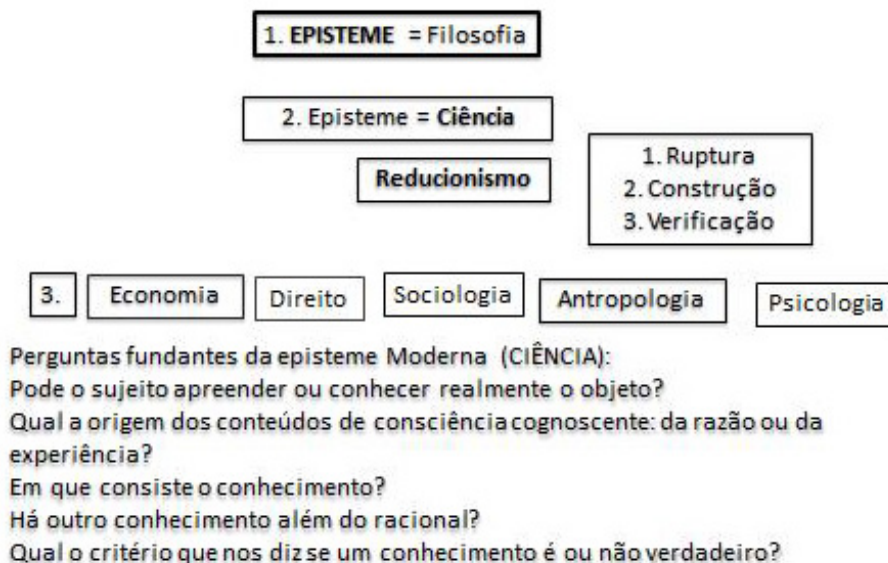 1. EPISTEME = Filosofia
2. Episteme = Ciência
Reducionismo
1. Ruptura
2. Construção
3. Verificação
3. Economia Direito Sociologia Antropologia Psicologia
Perguntas fundantes da episteme Moderna (CIÊNCIA):
Pode o sujeito apreender ou conhecer realmente o objeto?
Qual a origem dos conteúdos de consciência cognoscente: da razão ou da
experiência?
Em que consiste o conhecimento?
Há outro conhecimento além do racional?
Qual o critério que nos diz se um conhecimento é ou não verdadeiro?